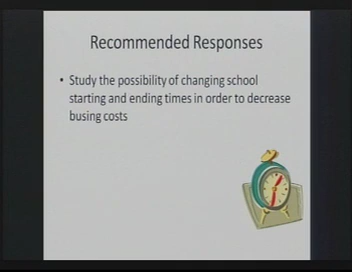 Recommended Responses
• Study the possibility of changing school
starting and ending times in order to decrease
busing costs